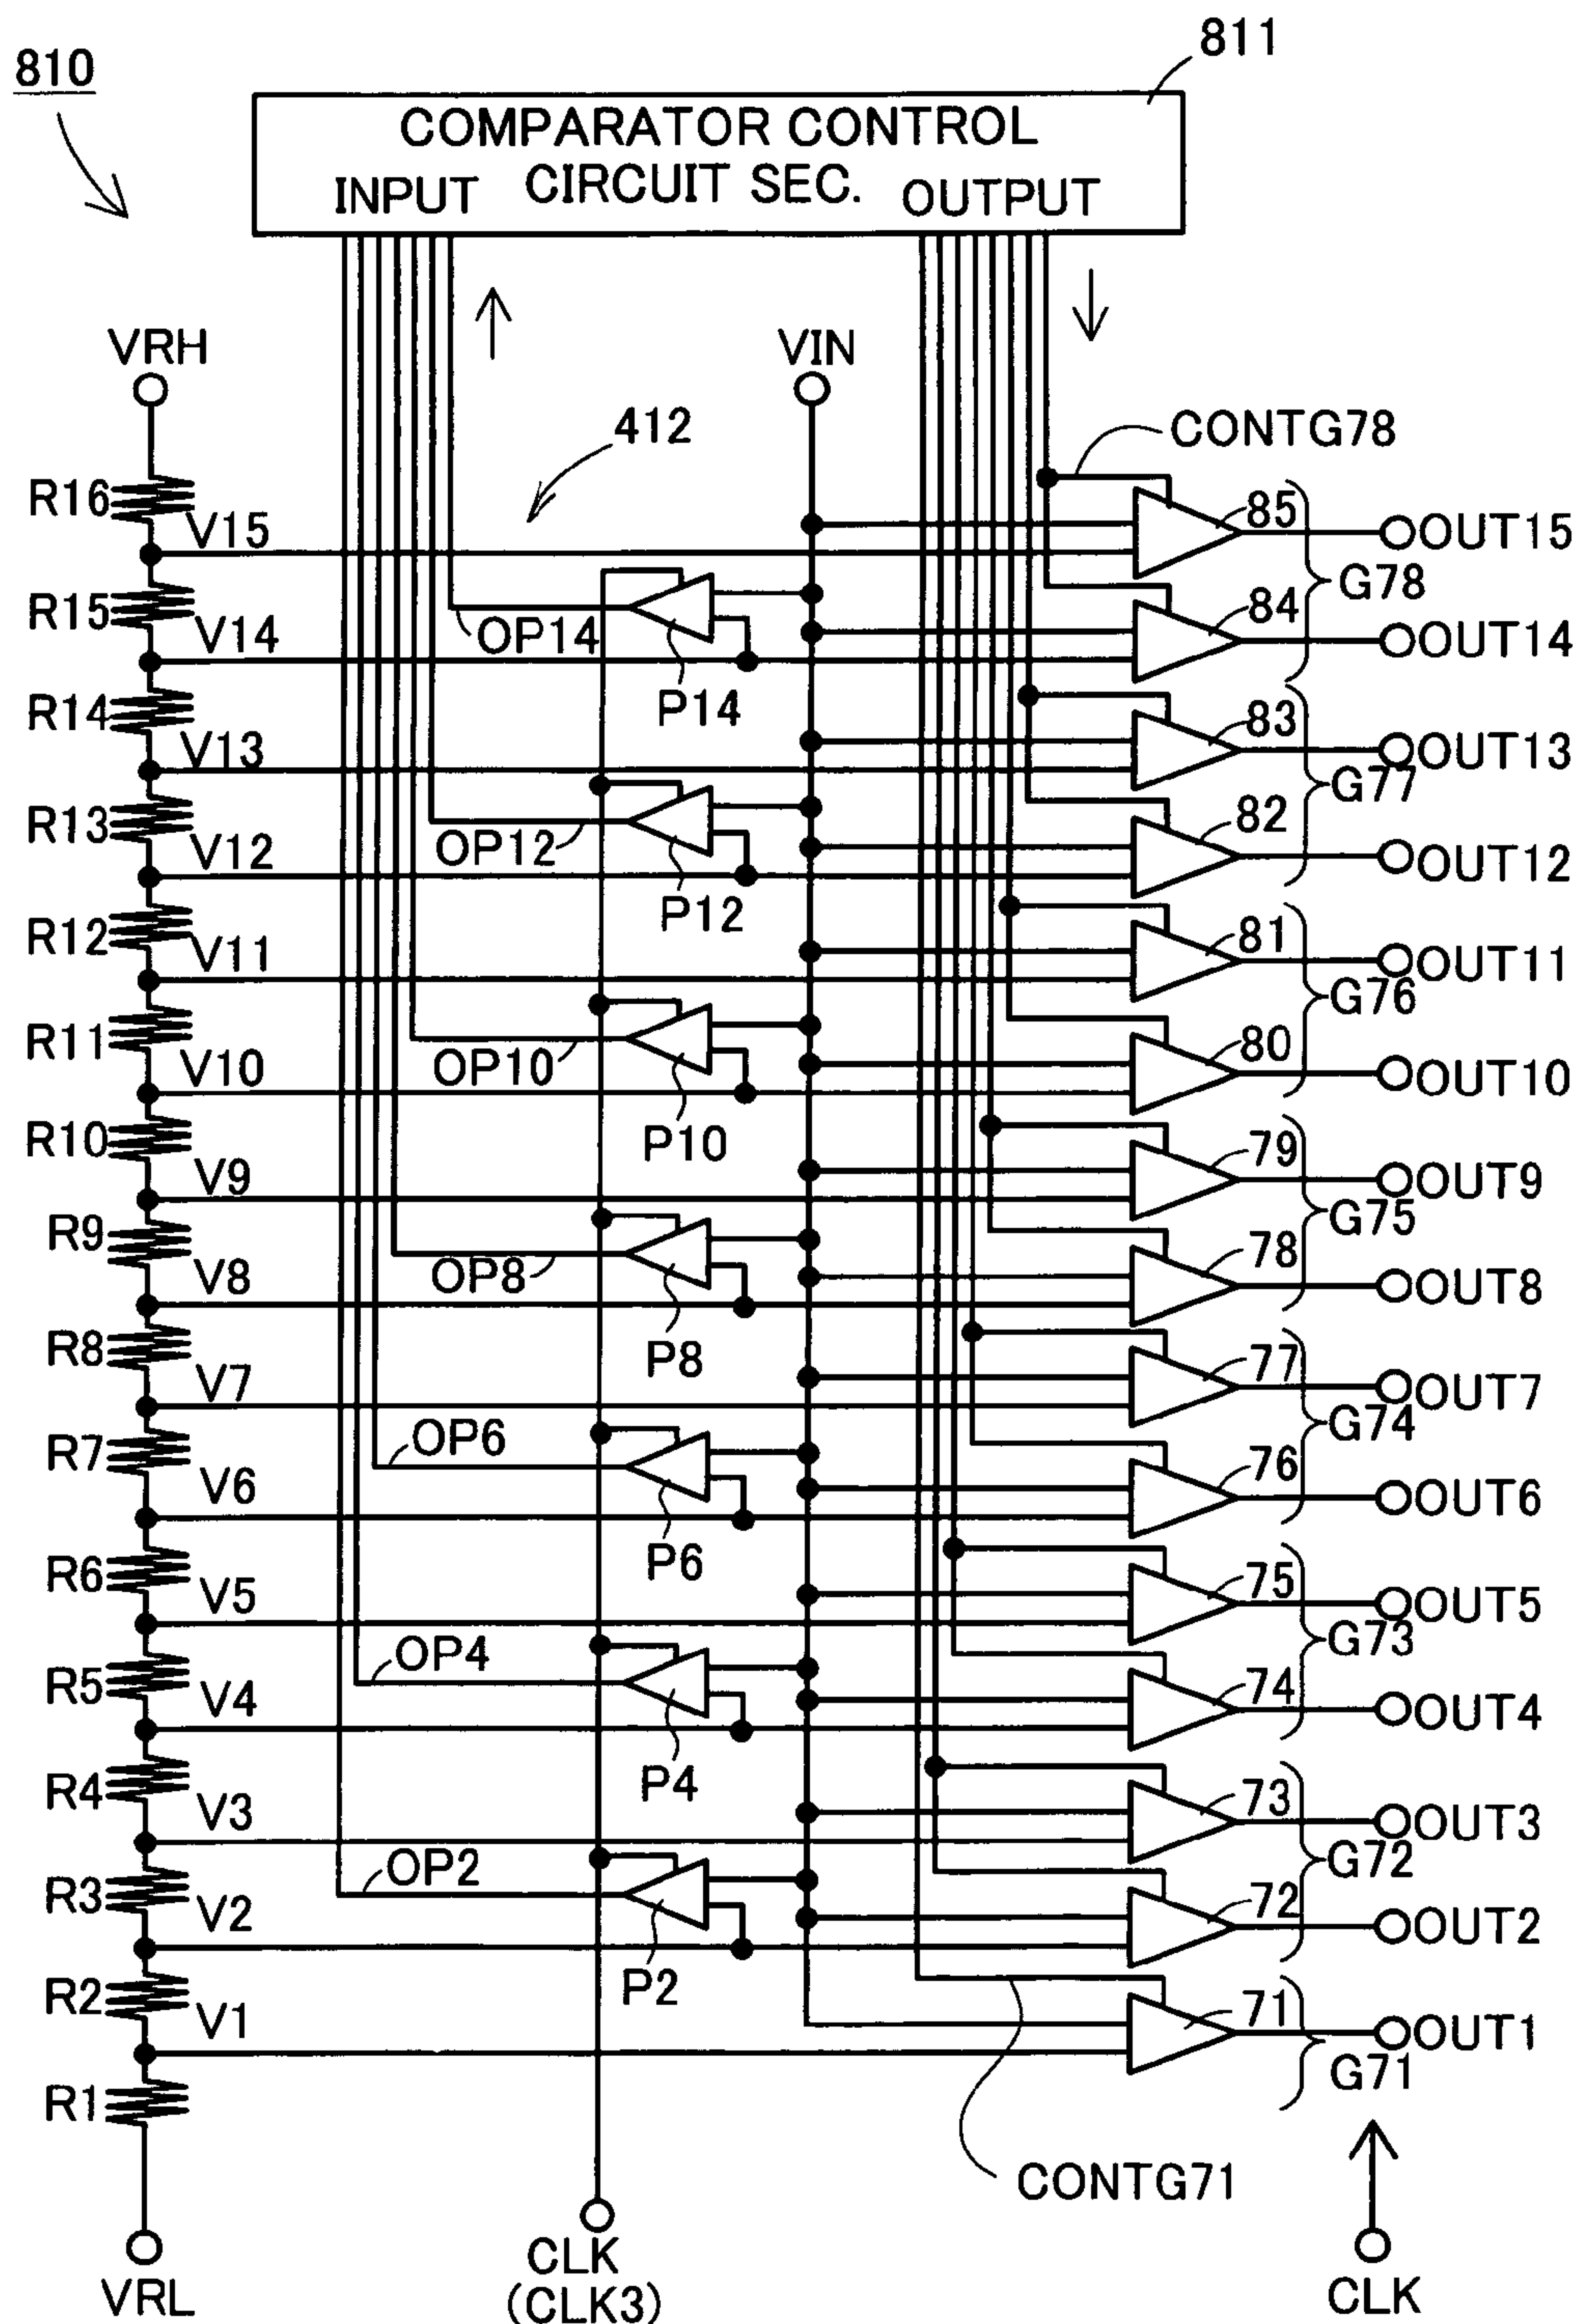 811
810
COMPARATOR CONTROL
CIRCUIT SEC.
INPUT
OUTPUT
VRH
VIN
412
CONTG78
R16
V15
85
OUT15
G78
R15
V14
OP14
84
OUT14
P14
R14
V13
83
OUT13
G77
R13
V12
OP12
82
OUT12
P12
R12
V11
81
OUT11
G76
R11
V10
OP10
80
OUT10
P10
R10
V9
79
OUT9
G75
R9
V8
OP8
78
OUT8
P8
R8
V7
77
OUT7
G74
R7
V6
OP6
76
OUT6
P6
R6
V5
75
OUT5
G73
R5
V4
OP4
74
OUT4
P4
R4
V3
73
OUT3
G72
R3
V2
OP2
72
OUT2
P2
R2
V1
71
OUT1
G71
R1
CONTG71
VRL
CLK
(CLK3)
CLK